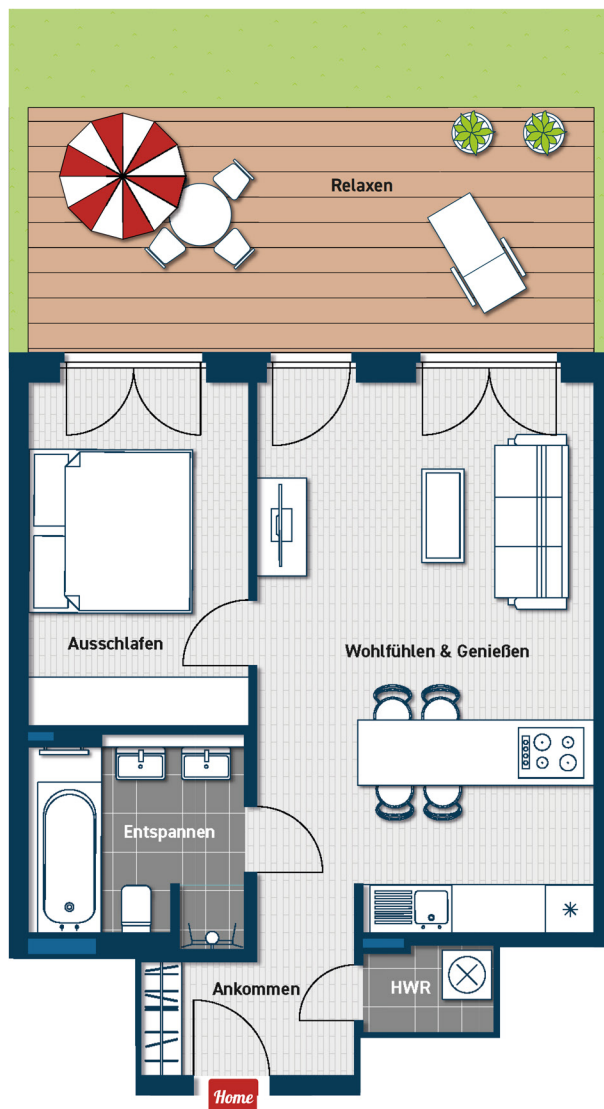 Relaxen
Ausschlafen
Wohlfühlen & Genießen
Entspannen
Ankommen
HWR
Home